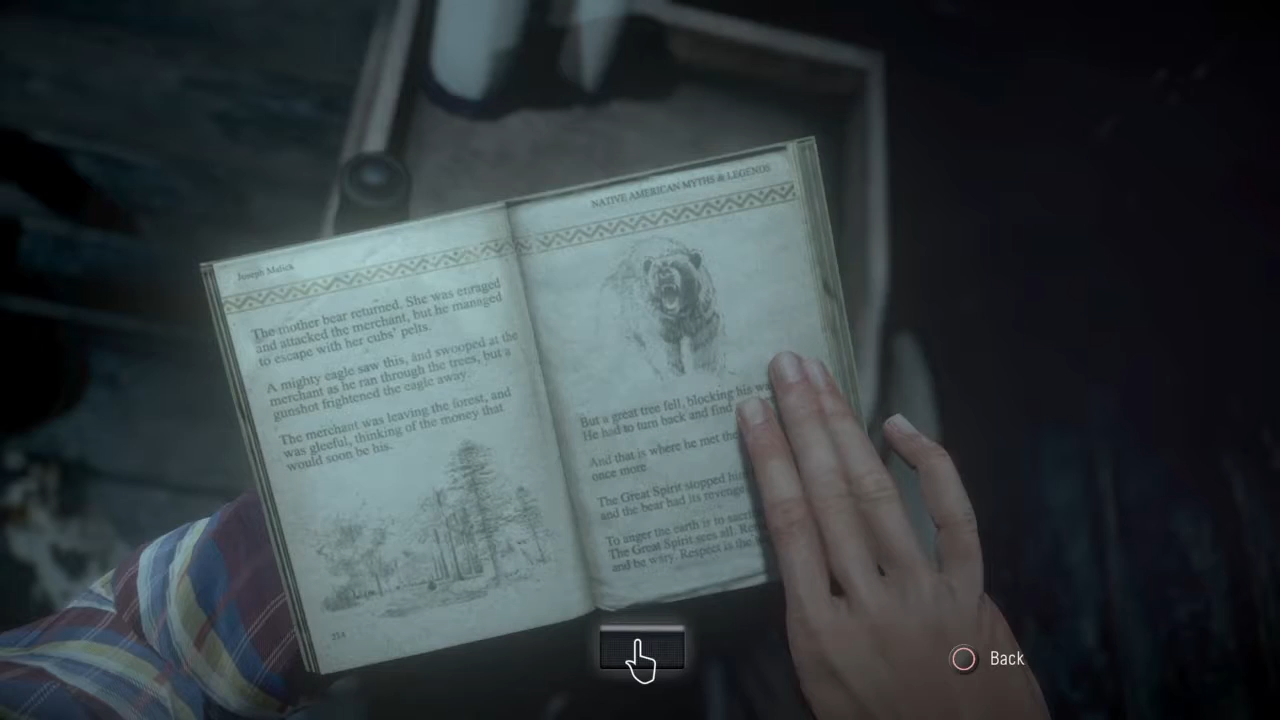 Joseph Malick
The mother bear returned. She was enraged
and attacked the merchant, but he managed
to escape with her cubs' pelts.
A mighty eagle saw this, and swooped at the
merchant as he ran through the trees, but a
gunshot frightened the eagle away.
The merchant was leaving the forest, and
was gleeful, thinking of the money that
would soon be his.
234
NATIVE AMERICAN MYTHS & LEGENDS
But a great tree fell, blocking his
He had to turn back and find
And that is where he met the
once more.
The Great Spirit stopped
and the bear had its revenge
To anger the earth is to
The Great Spirit sees all.
and be wary. Respect is the
Back